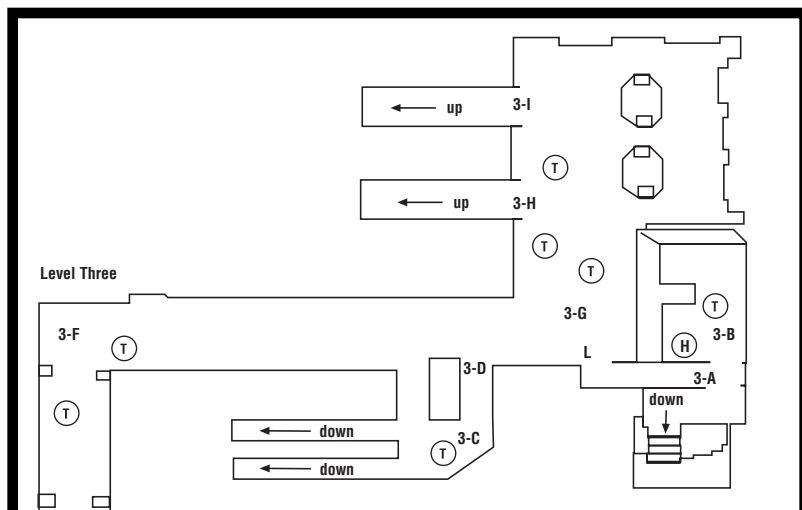 3-I
up
T
up
3-H
T
T
Level Three
T
3-G
3-F
3-B
T
H
L
3-D
3-A
down
T
down
3-C
T
down